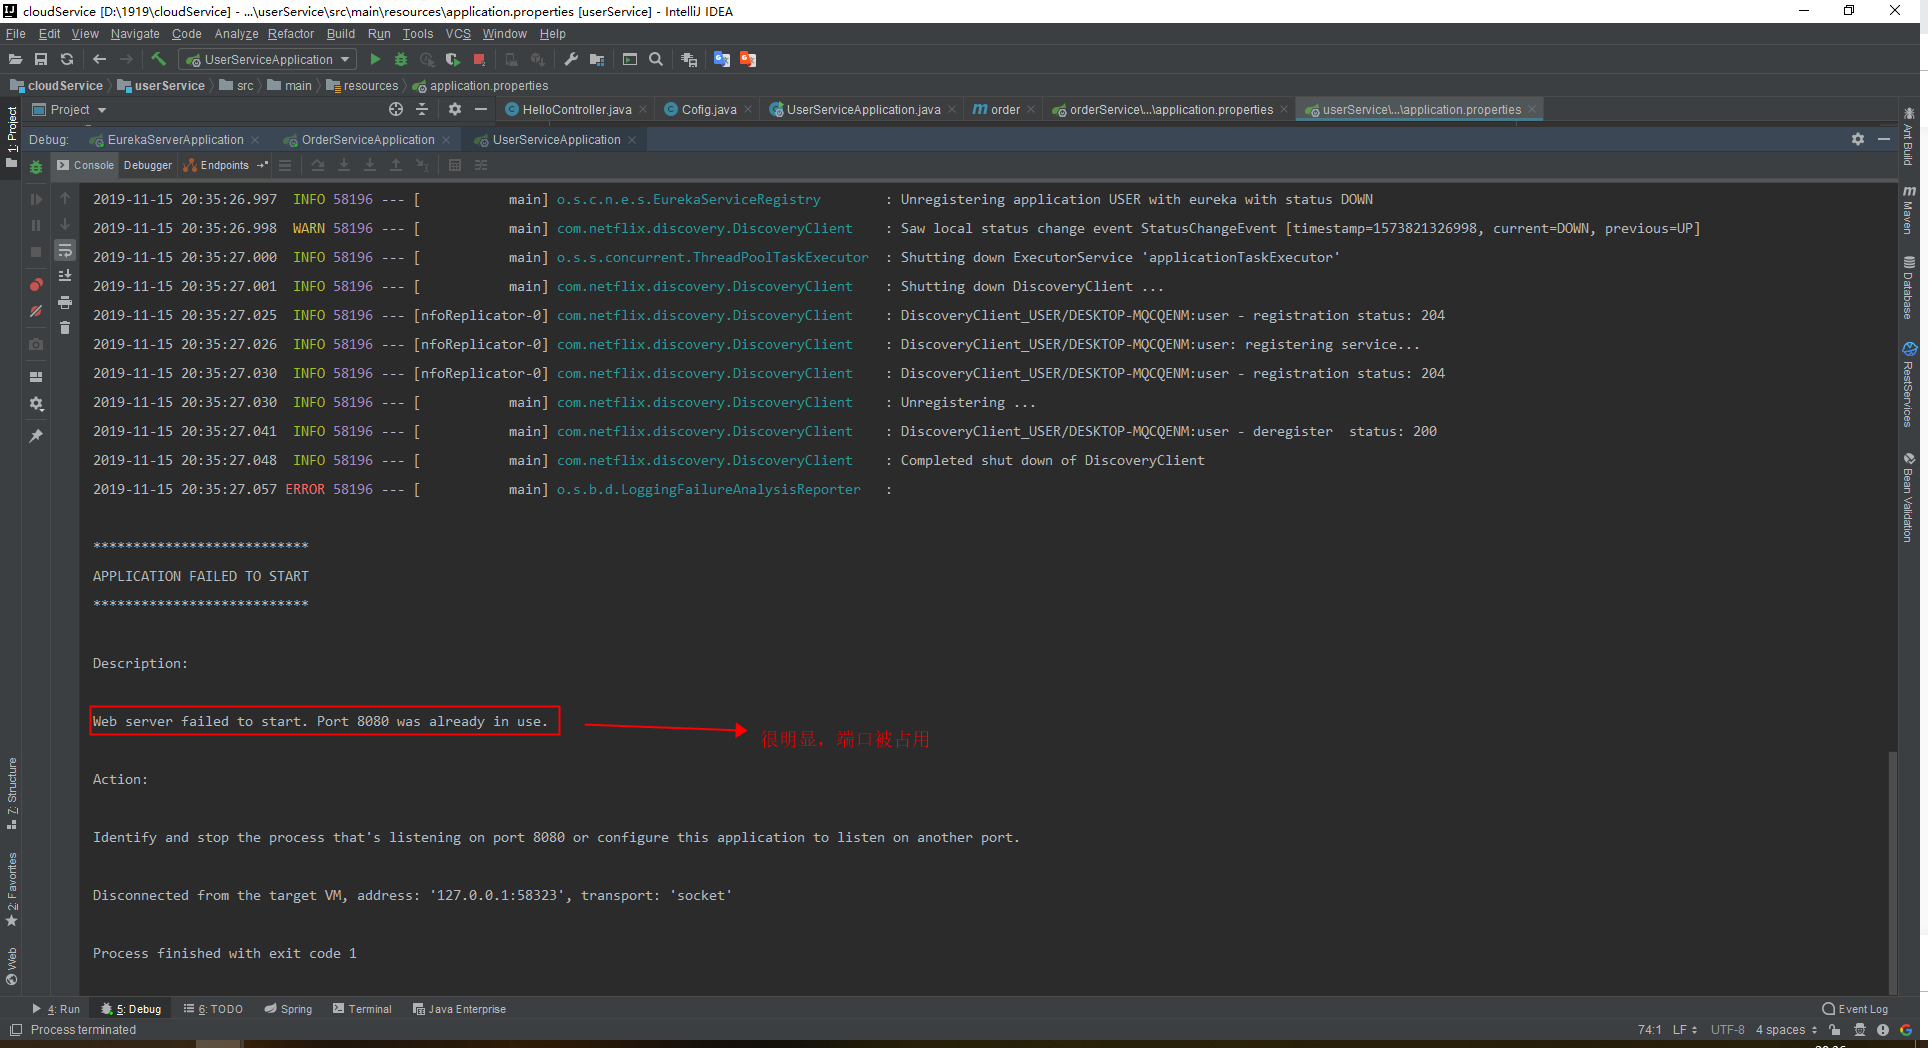 cloudService [D:\1919\cloudService] - ...\userService\src\main\resources\application.properties [userService] - IntelliJ IDEA
File Edit View Navigate Code Analyze Refactor Build Run Tools VCS Window Help
UserServiceApplication
cloudService userService src main resources application.properties
Project HelloController.java Cofig.java UserServiceApplication.java order orderService\...\application.properties userService\...\application.properties
Debug: EurekaServerApplication OrderServiceApplication UserServiceApplication
Console Debugger Endpoints
2019-11-15 20:35:26.997 INFO 58196 --- [ main] o.s.c.n.e.s.EurekaServiceRegistry : Unregistering application USER with eureka with status DOWN
2019-11-15 20:35:26.998 WARN 58196 --- [ main] com.netflix.discovery.DiscoveryClient : Saw local status change event StatusChangeEvent [timestamp=1573821326998, current=DOWN, previous=UP]
2019-11-15 20:35:27.000 INFO 58196 --- [ main] o.s.s.concurrent.ThreadPoolTaskExecutor : Shutting down ExecutorService 'applicationTaskExecutor'
2019-11-15 20:35:27.001 INFO 58196 --- [ main] com.netflix.discovery.DiscoveryClient : Shutting down DiscoveryClient ...
2019-11-15 20:35:27.025 INFO 58196 --- [nfoReplicator-0] com.netflix.discovery.DiscoveryClient : DiscoveryClient_USER/DESKTOP-MQCQENM:user - registration status: 204
2019-11-15 20:35:27.026 INFO 58196 --- [nfoReplicator-0] com.netflix.discovery.DiscoveryClient : DiscoveryClient_USER/DESKTOP-MQCQENM:user: registering service...
2019-11-15 20:35:27.030 INFO 58196 --- [nfoReplicator-0] com.netflix.discovery.DiscoveryClient : DiscoveryClient_USER/DESKTOP-MQCQENM:user - registration status: 204
2019-11-15 20:35:27.030 INFO 58196 --- [ main] com.netflix.discovery.DiscoveryClient : Unregistering ...
2019-11-15 20:35:27.041 INFO 58196 --- [ main] com.netflix.discovery.DiscoveryClient : DiscoveryClient_USER/DESKTOP-MQCQENM:user - deregister status: 200
2019-11-15 20:35:27.048 INFO 58196 --- [ main] com.netflix.discovery.DiscoveryClient : Completed shut down of DiscoveryClient
2019-11-15 20:35:27.057 ERROR 58196 --- [ main] o.s.b.d.LoggingFailureAnalysisReporter :
***************************
APPLICATION FAILED TO START
***************************
Description:
Web server failed to start. Port 8080 was already in use.
很明显，端口被占用
Action:
Identify and stop the process that's listening on port 8080 or configure this application to listen on another port.
Disconnected from the target VM, address: '127.0.0.1:58323', transport: 'socket'
Process finished with exit code 1
1: Project
7: Structure
2: Favorites
Web
Ant Build
Maven
Database
RestServices
Bean Validation
4: Run 5: Debug 6: TODO Spring Terminal Java Enterprise Event Log
Process terminated 74:1 LF UTF-8 4 spaces